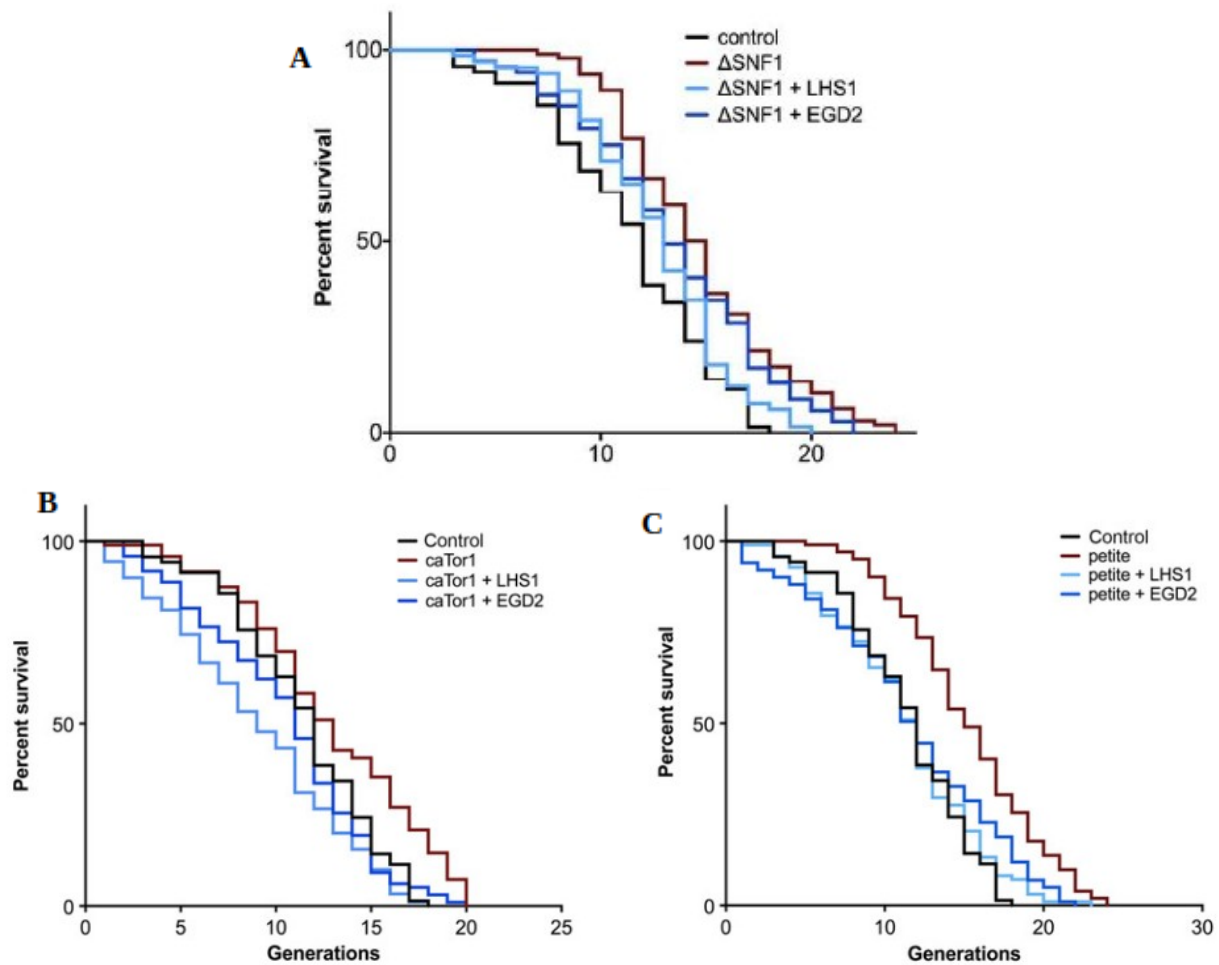 A
100
50
0
0
10
20
Percent survival
control
ΔSNF1
ΔSNF1 + LHS1
ΔSNF1 + EGD2
B
100
50
0
0
5
10
15
20
25
Percent survival
Generations
Control
caTor1
caTor1 + LHS1
caTor1 + EGD2
C
100
50
0
0
10
20
30
Percent survival
Generations
Control
petite
petite + LHS1
petite + EGD2